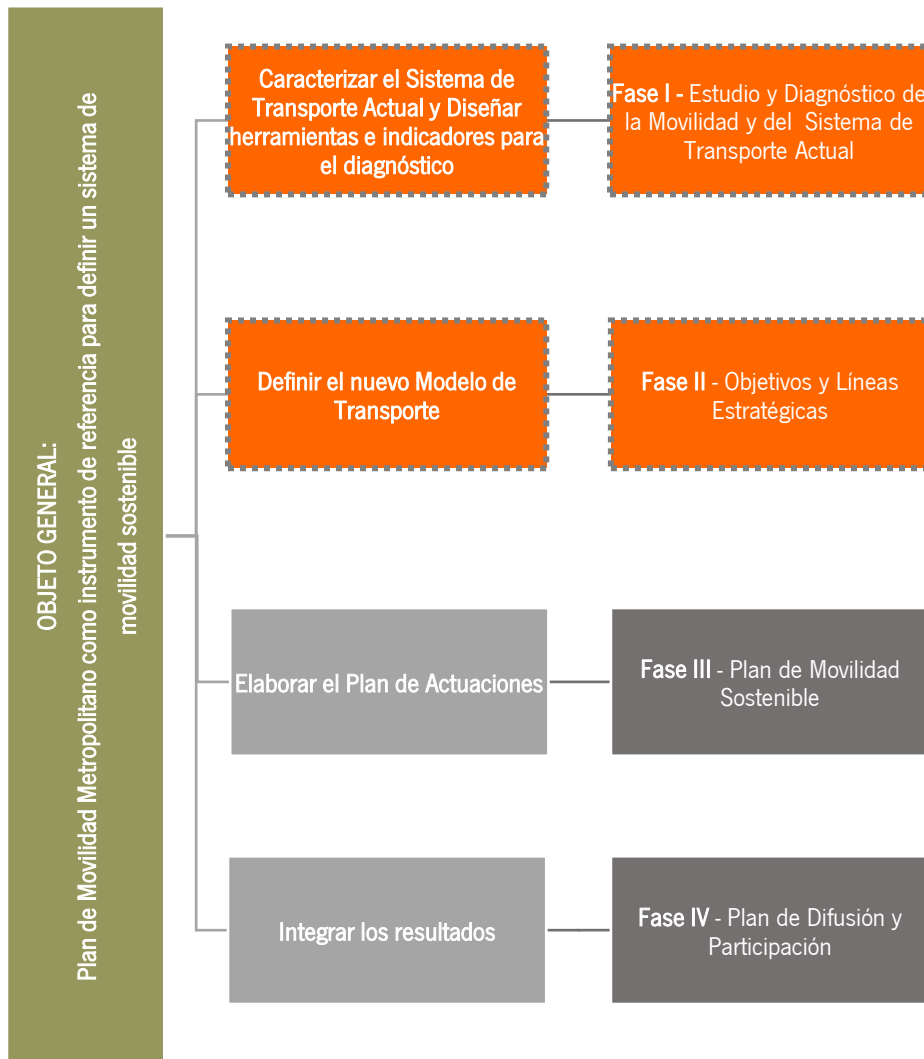 OBJETO GENERAL:
Plan de Movilidad Metropolitano como instrumento de referencia para definir un sistema de
movilidad sostenible
Caracterizar el Sistema de
Transporte Actual y Diseñar
herramientas e indicadores para
el diagnóstico
Fase I - Estudio y Diagnóstico de
la Movilidad y del Sistema de
Transporte Actual
Definir el nuevo Modelo de
Transporte
Fase II - Objetivos y Líneas
Estratégicas
Elaborar el Plan de Actuaciones
Fase III - Plan de Movilidad
Sostenible
Integrar los resultados
Fase IV - Plan de Difusión y
Participación